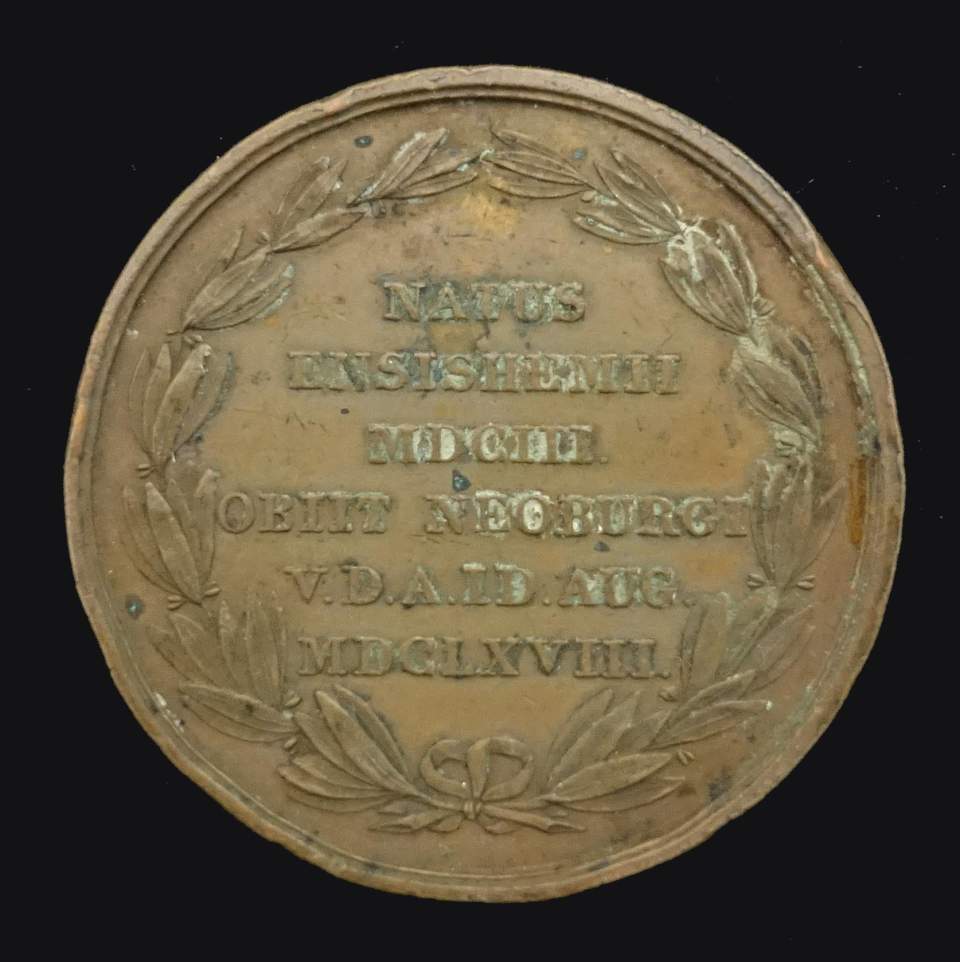 NATUS
ENSISHEMII
MDCIII.
OBIIT NEOBURGI
V.D.A.ID.AUG.
MDCLXVIII.